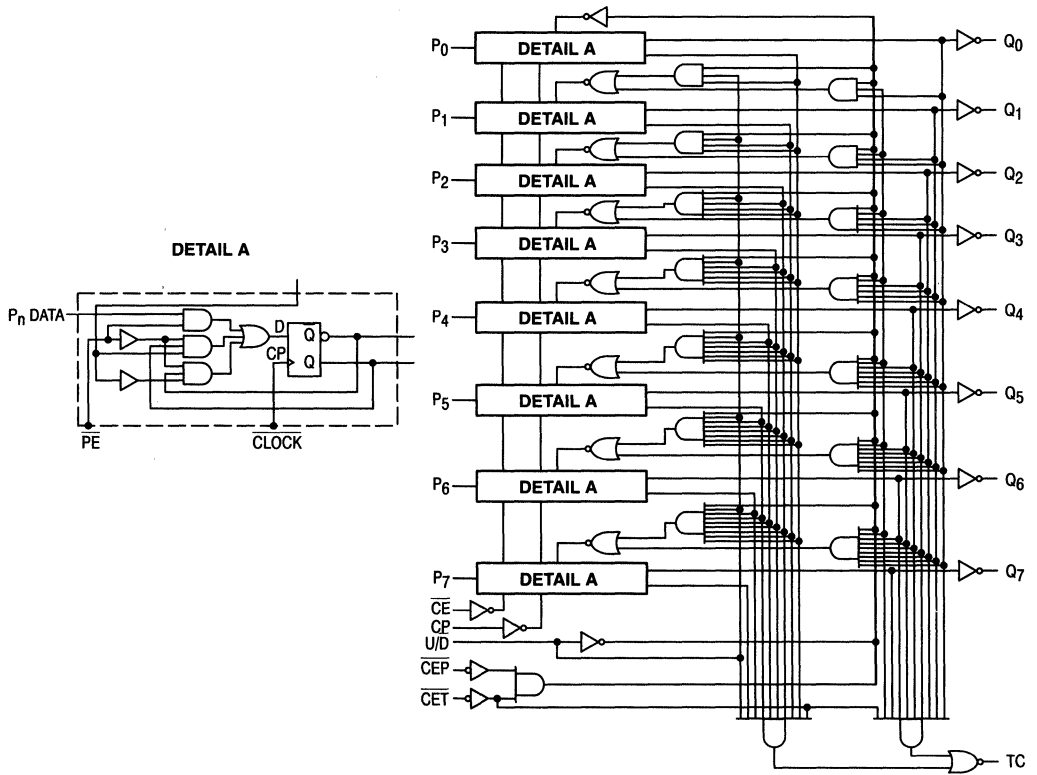 P0 DETAIL A Q0
P1 DETAIL A Q1
P2 DETAIL A Q2
P3 DETAIL A Q3
DETAIL A
Pn DATA
D Q
CP Q
PE CLOCK
P4 DETAIL A Q4
P5 DETAIL A Q5
P6 DETAIL A Q6
P7 DETAIL A Q7
CE
CP
U/D
CEP
CET
TC